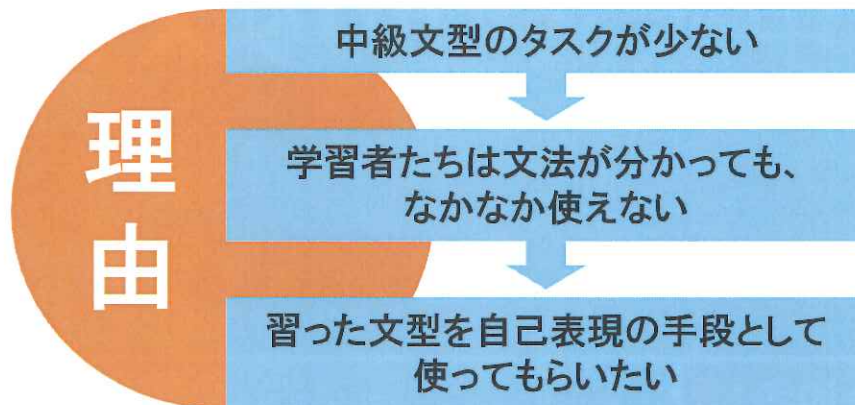 理
由
中級文型のタスクが少ない
学習者たちは文法が分かっても、
なかなか使えない
習った文型を自己表現の手段として
使ってもらいたい